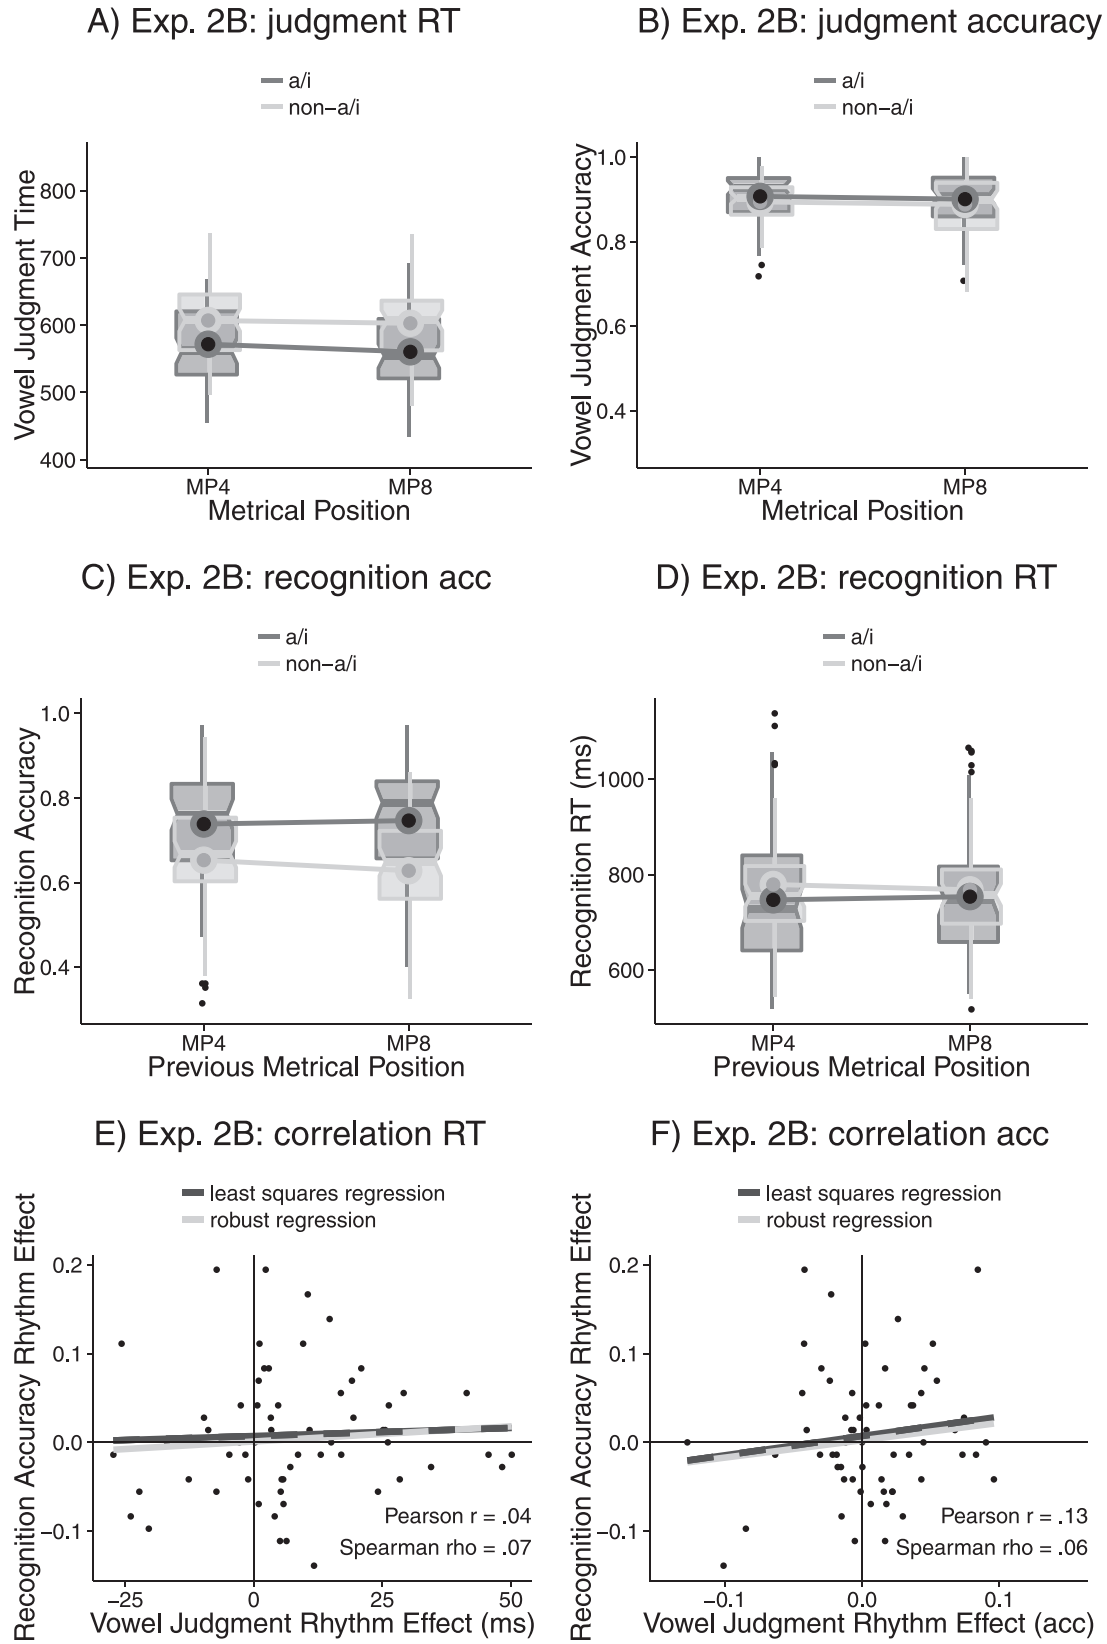 A) Exp. 2B: judgment RT
a/i
non−a/i
Vowel Judgment Time
800
700
600
500
400
MP4
MP8
Metrical Position
B) Exp. 2B: judgment accuracy
a/i
non−a/i
Vowel Judgment Accuracy
1.0
0.8
0.6
0.4
MP4
MP8
Metrical Position
C) Exp. 2B: recognition acc
a/i
non−a/i
Recognition Accuracy
1.0
0.8
0.6
0.4
MP4
MP8
Previous Metrical Position
D) Exp. 2B: recognition RT
a/i
non−a/i
Recognition RT (ms)
1000
800
600
MP4
MP8
Previous Metrical Position
E) Exp. 2B: correlation RT
least squares regression
robust regression
Recognition Accuracy Rhythm Effect
0.2
0.1
0.0
−0.1
Pearson r = .04
Spearman rho = .07
−25
0
25
50
Vowel Judgment Rhythm Effect (ms)
F) Exp. 2B: correlation acc
least squares regression
robust regression
Recognition Accuracy Rhythm Effect
0.2
0.1
0.0
−0.1
Pearson r = .13
Spearman rho = .06
−0.1
0.0
0.1
Vowel Judgment Rhythm Effect (acc)